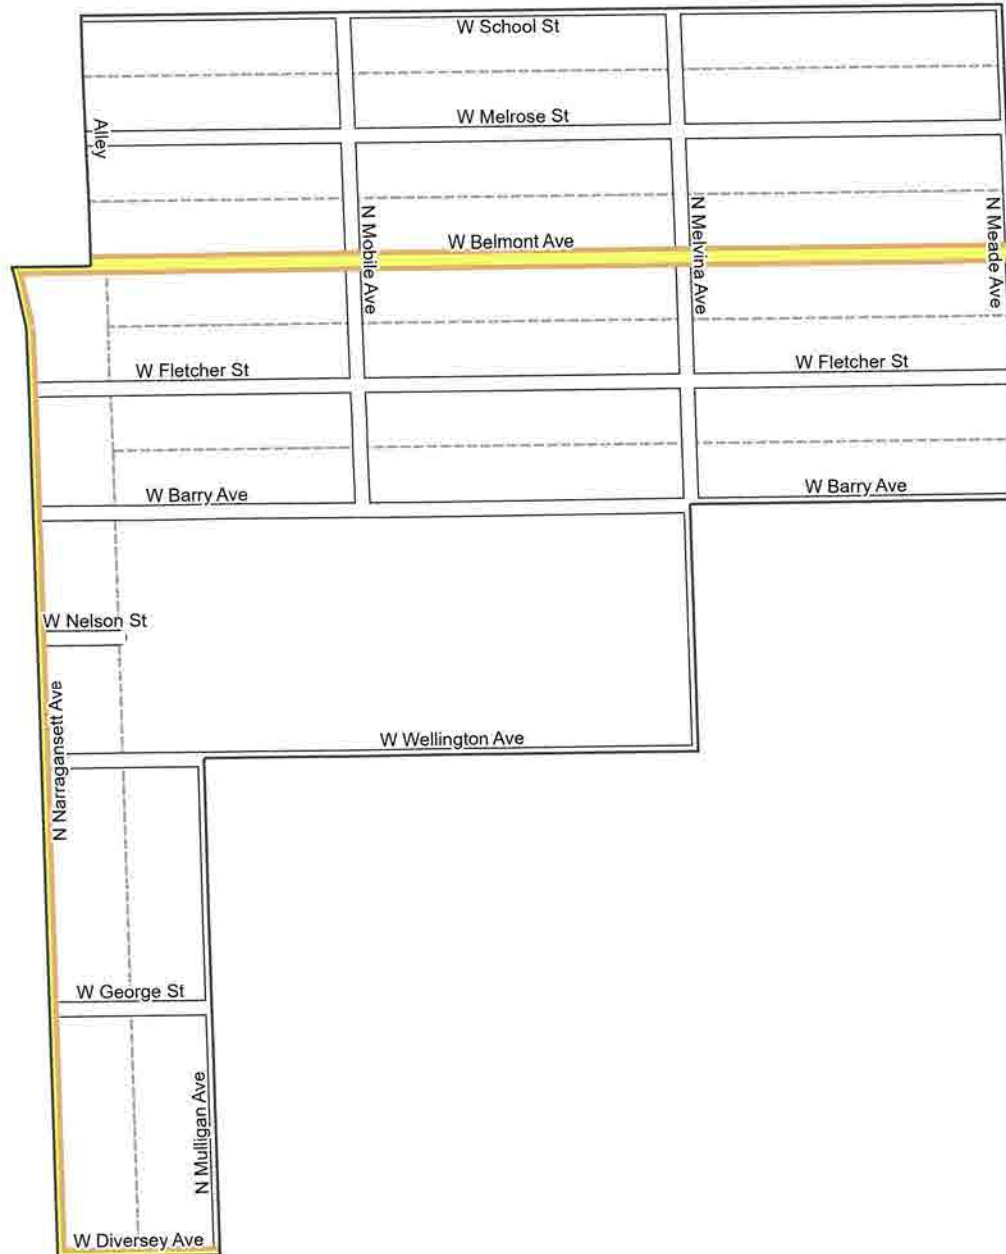 W School St
W Melrose St
Alley
N Mobile Ave
N Melvina Ave
N Meade Ave
W Belmont Ave
W Fletcher St
W Fletcher St
W Barry Ave
W Barry Ave
W Nelson St
N Narragansett Ave
W Wellington Ave
W George St
N Mulligan Ave
W Diversey Ave